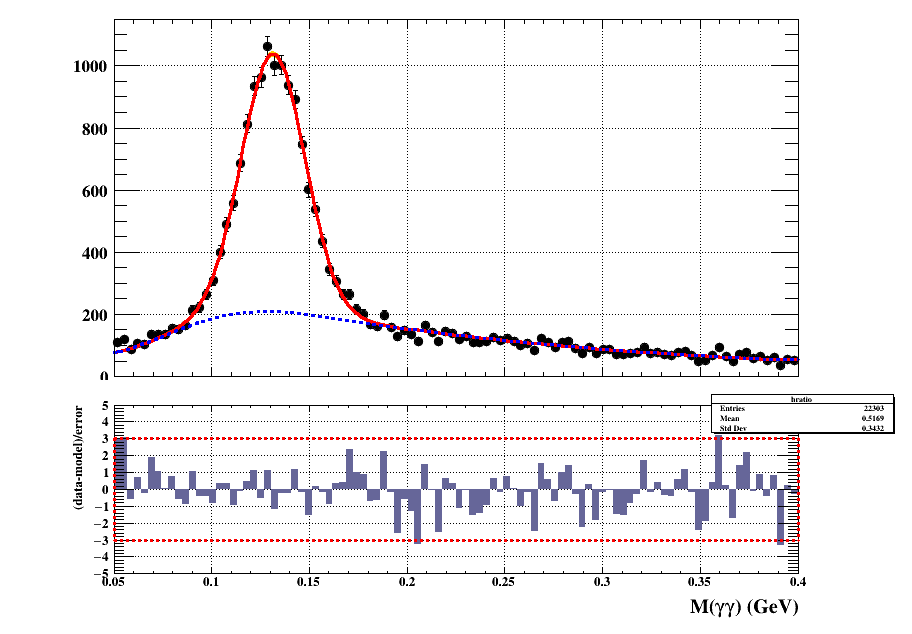 1000
800
600
400
200
0
hratio
Entries 22303
Mean 0.5169
Std Dev 0.3432
(data-model)/error
5
4
3
2
1
0
−1
−2
−3
−4
−5
0.05 0.1 0.15 0.2 0.25 0.3 0.35 0.4
M(γγ) (GeV)